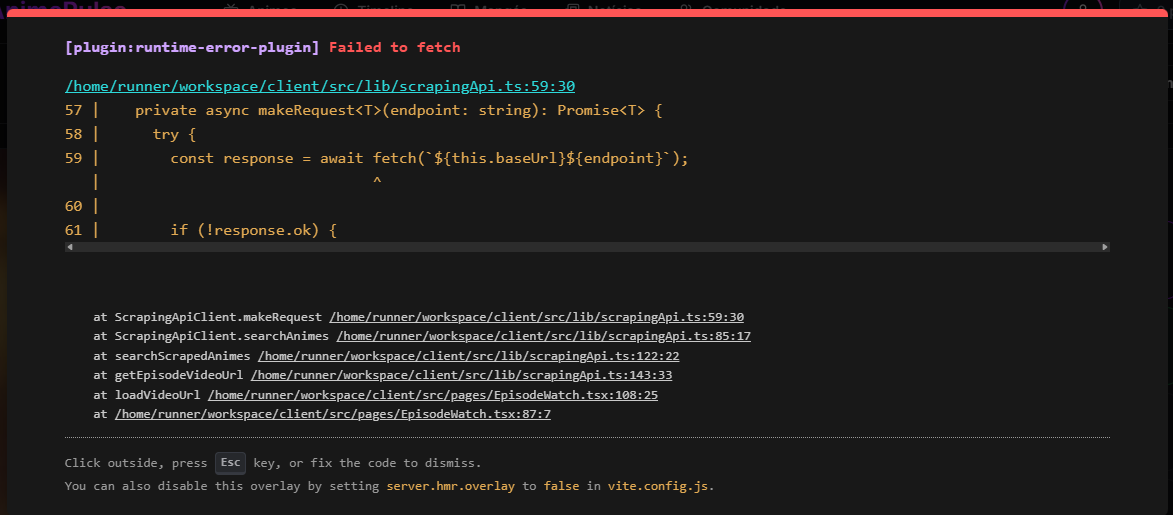 [plugin:runtime-error-plugin] Failed to fetch
/home/runner/workspace/client/src/lib/scrapingApi.ts:59:30
57 |    private async makeRequest<T>(endpoint: string): Promise<T> {
58 |      try {
59 |        const response = await fetch(`${this.baseUrl}${endpoint}`);
   |                               ^
60 |
61 |        if (!response.ok) {
at ScrapingApiClient.makeRequest /home/runner/workspace/client/src/lib/scrapingApi.ts:59:30
at ScrapingApiClient.searchAnimes /home/runner/workspace/client/src/lib/scrapingApi.ts:85:17
at searchScrapedAnimes /home/runner/workspace/client/src/lib/scrapingApi.ts:122:22
at getEpisodeVideoUrl /home/runner/workspace/client/src/lib/scrapingApi.ts:143:33
at loadVideoUrl /home/runner/workspace/client/src/pages/EpisodeWatch.tsx:108:25
at /home/runner/workspace/client/src/pages/EpisodeWatch.tsx:87:7
Click outside, press Esc key, or fix the code to dismiss.
You can also disable this overlay by setting server.hmr.overlay to false in vite.config.js.